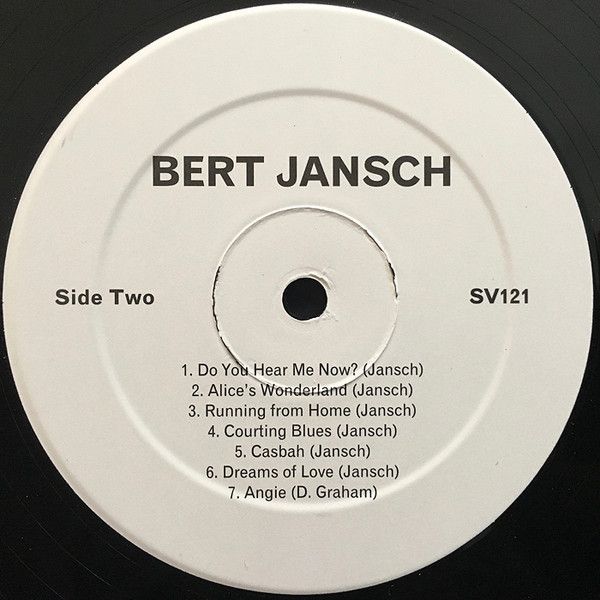 BERT JANSCH
Side Two
SV121
1. Do You Hear Me Now? (Jansch)
2. Alice's Wonderland (Jansch)
3. Running from Home (Jansch)
4. Courting Blues (Jansch)
5. Casbah (Jansch)
6. Dreams of Love (Jansch)
7. Angie (D. Graham)